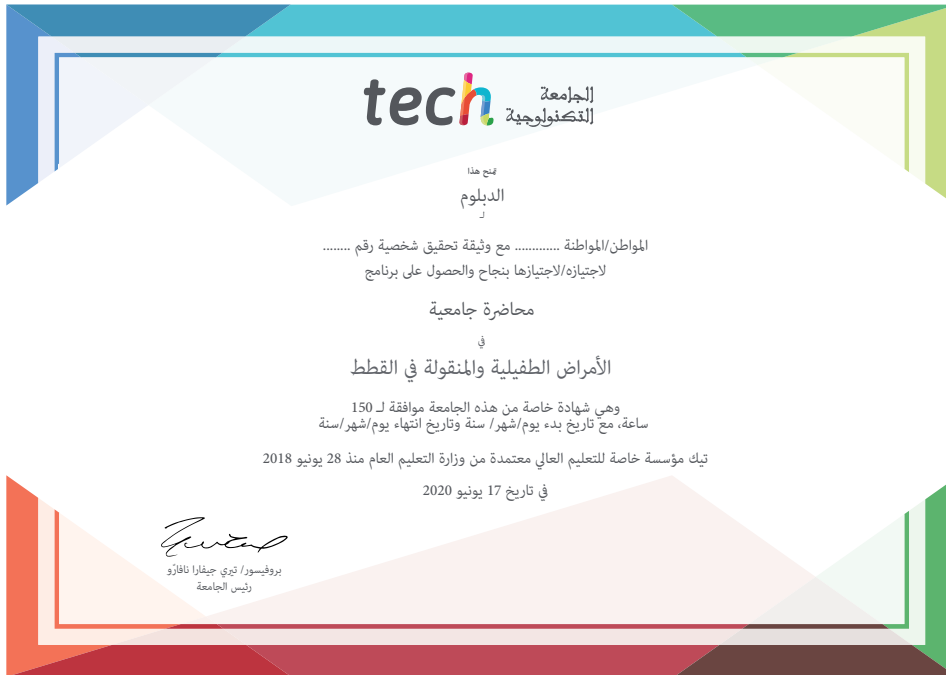 tech الجامعة
التكنولوجية
يمنح هذا
الدبلوم
لـ
المواطن/المواطنة ............ مع وثيقة تحقيق شخصية رقم ........
لاجتيازه/لاجتيازها بنجاح والحصول على برنامج
محاضرة جامعية
في
الأمراض الطفيلية والمنقولة في القطط
وهي شهادة خاصة من هذه الجامعة موافقة لـ 150
ساعة، مع تاريخ بدء يوم/شهر/ سنة وتاريخ انتهاء يوم/شهر/سنة
تيك مؤسسة خاصة للتعليم العالي معتمدة من وزارة التعليم العام منذ 28 يونيو 2018
في تاريخ 17 يونيو 2020
بروفيسور/ تيري جيفارا نافارو
رئيس الجامعة